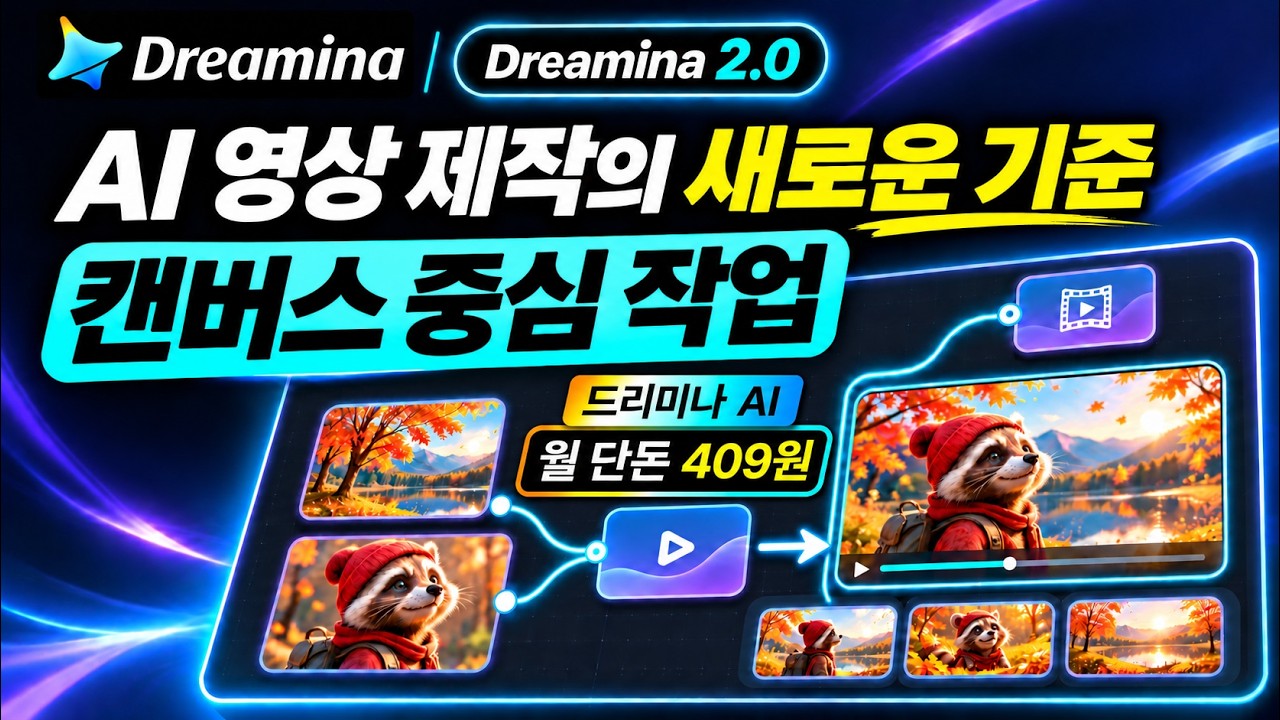 Dreamina
Dreamina 2.0
AI 영상 제작의 새로운 기준
캔버스 중심 작업
드리미나 AI
월 단돈 409원